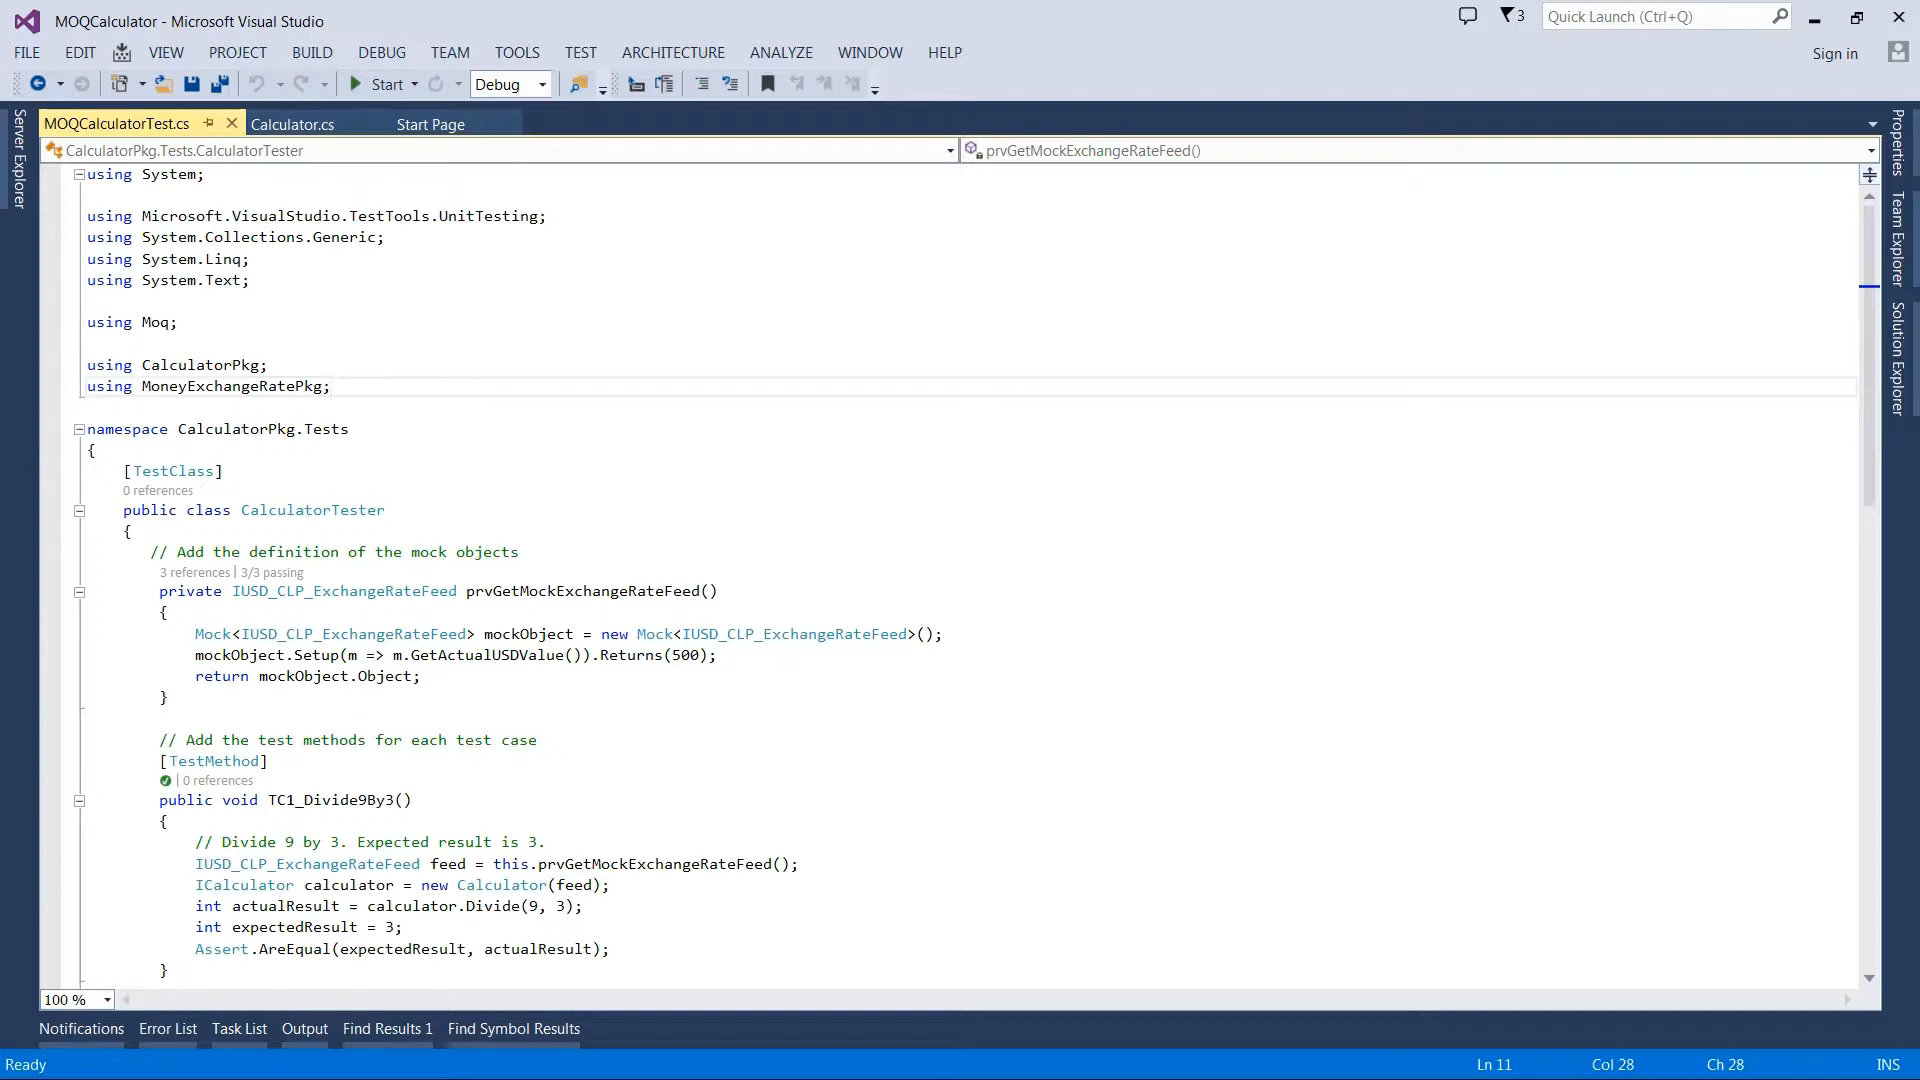 MOQCalculator - Microsoft Visual Studio
3
Quick Launch (Ctrl+Q)
FILE EDIT VIEW PROJECT BUILD DEBUG TEAM TOOLS TEST ARCHITECTURE ANALYZE WINDOW HELP
Sign in
Start Debug
Server Explorer
MOQCalculatorTest.cs Calculator.cs Start Page
CalculatorPkg.Tests.CalculatorTester prvGetMockExchangeRateFeed()
using System;
using Microsoft.VisualStudio.TestTools.UnitTesting;
using System.Collections.Generic;
using System.Linq;
using System.Text;
using Moq;
using CalculatorPkg;
using MoneyExchangeRatePkg;
namespace CalculatorPkg.Tests
{
[TestClass]
0 references
public class CalculatorTester
{
// Add the definition of the mock objects
3 references | 3/3 passing
private IUSD_CLP_ExchangeRateFeed prvGetMockExchangeRateFeed()
{
Mock<IUSD_CLP_ExchangeRateFeed> mockObject = new Mock<IUSD_CLP_ExchangeRateFeed>();
mockObject.Setup(m => m.GetActualUSDValue()).Returns(500);
return mockObject.Object;
}
// Add the test methods for each test case
[TestMethod]
| 0 references
public void TC1_Divide9By3()
{
// Divide 9 by 3. Expected result is 3.
IUSD_CLP_ExchangeRateFeed feed = this.prvGetMockExchangeRateFeed();
ICalculator calculator = new Calculator(feed);
int actualResult = calculator.Divide(9, 3);
int expectedResult = 3;
Assert.AreEqual(expectedResult, actualResult);
}
100 %
Properties
Team Explorer
Solution Explorer
Notifications Error List Task List Output Find Results 1 Find Symbol Results
Ready Ln 11 Col 28 Ch 28 INS